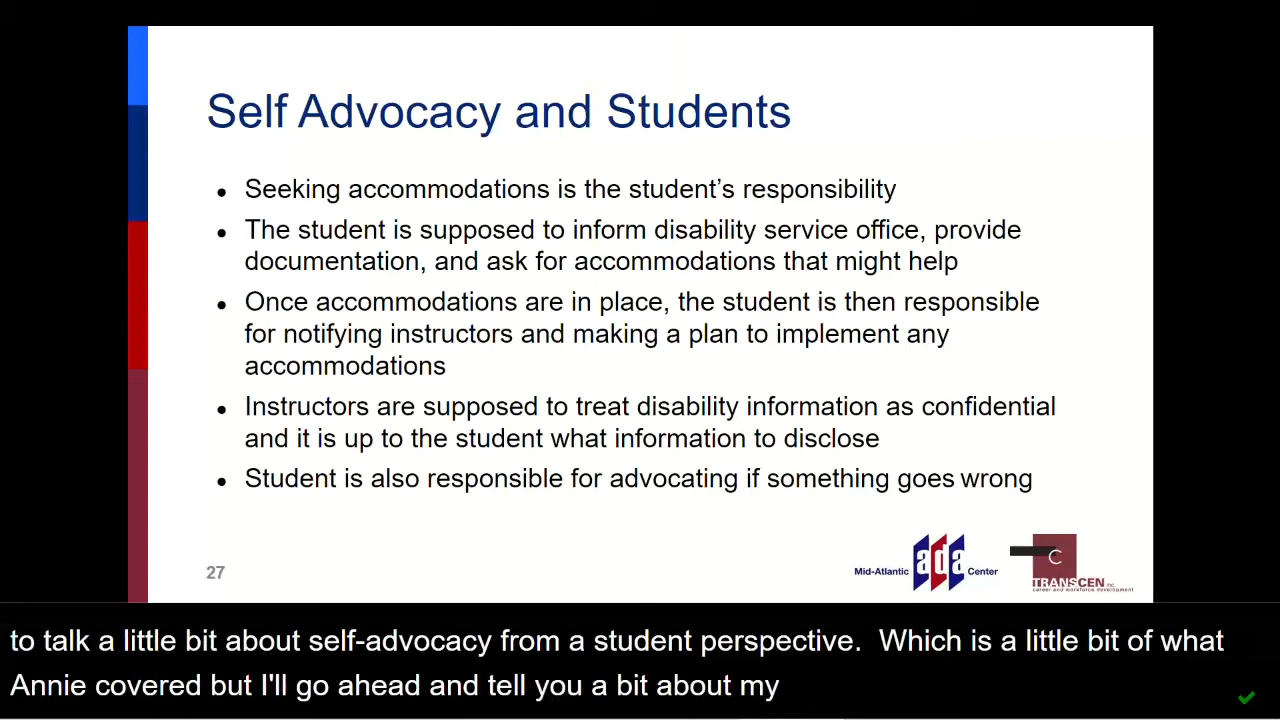 Self Advocacy and Students
• Seeking accommodations is the student’s responsibility
• The student is supposed to inform disability service office, provide
documentation, and ask for accommodations that might help
• Once accommodations are in place, the student is then responsible
for notifying instructors and making a plan to implement any
accommodations
• Instructors are supposed to treat disability information as confidential
and it is up to the student what information to disclose
• Student is also responsible for advocating if something goes wrong
27
Mid-Atlantic ada Center
C
TRANSCEN inc.
career and workforce development
to talk a little bit about self-advocacy from a student perspective.  Which is a little bit of what
Annie covered but I'll go ahead and tell you a bit about my